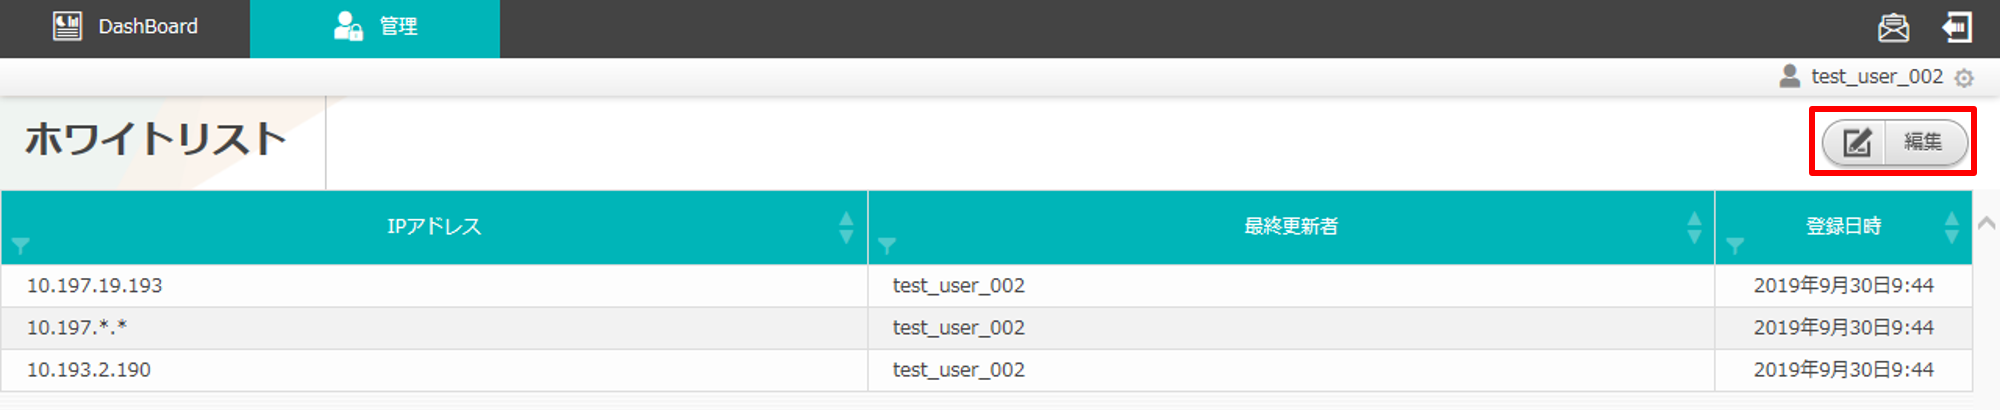 DashBoard 管理
test_user_002
ホワイトリスト 編集
IPアドレス 最終更新者 登録日時
10.197.19.193 test_user_002 2019年9月30日9:44
10.197.*.* test_user_002 2019年9月30日9:44
10.193.2.190 test_user_002 2019年9月30日9:44